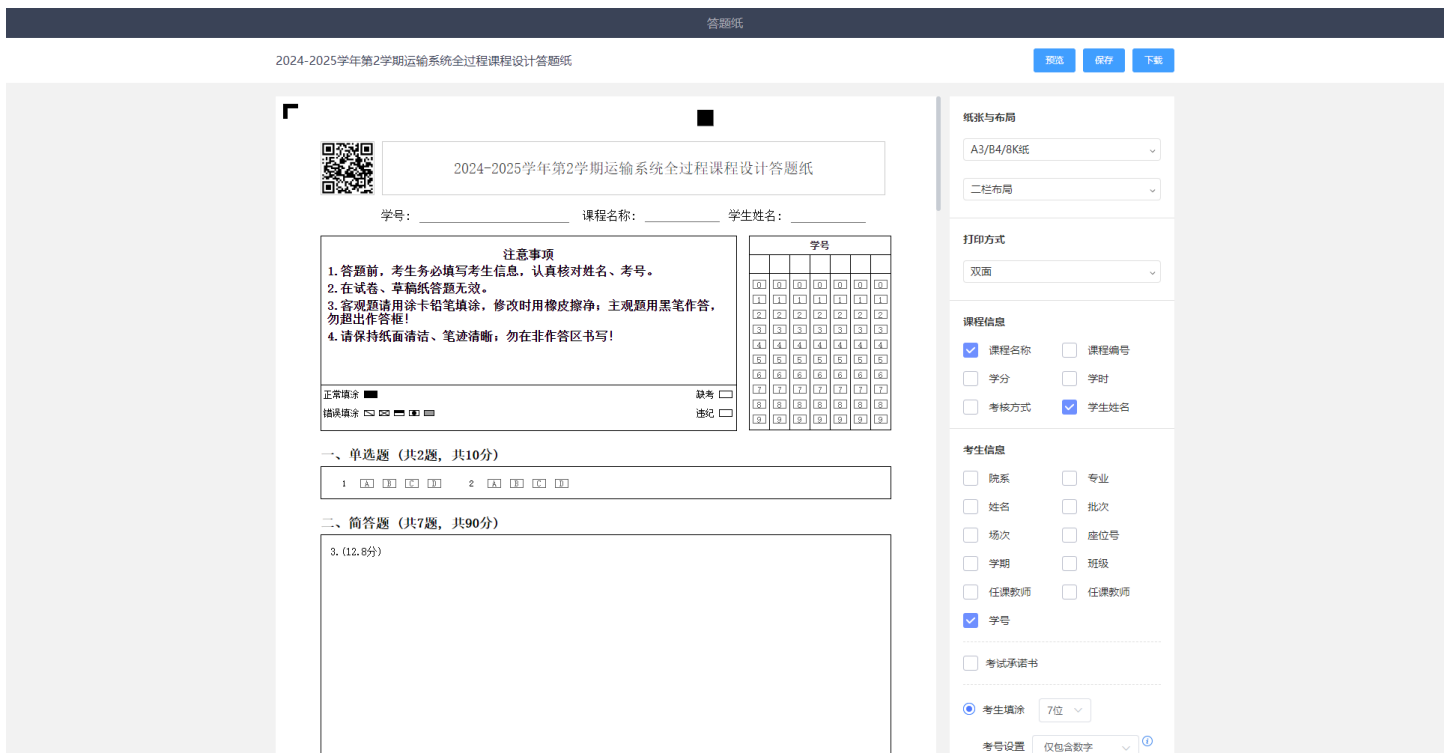 答题纸
2024-2025学年第2学期运输系统全过程课程设计答题纸
预览 保存 下载
2024-2025学年第2学期运输系统全过程课程设计答题纸
学号: 课程名称: 学生姓名:
注意事项
1.答题前，考生务必填写考生信息，认真核对姓名、考号。
2.在试卷、草稿纸答题无效。
3.客观题请用涂卡铅笔填涂，修改时用橡皮擦净；主观题用黑笔作答，
勿超出作答框！
4.请保持纸面清洁、笔迹清晰；勿在非作答区书写！
正常填涂 缺考
错误填涂 违纪
学号
0 0 0 0 0 0 0
1 1 1 1 1 1 1
2 2 2 2 2 2 2
3 3 3 3 3 3 3
4 4 4 4 4 4 4
5 5 5 5 5 5 5
6 6 6 6 6 6 6
7 7 7 7 7 7 7
8 8 8 8 8 8 8
9 9 9 9 9 9 9
一、单选题（共2题, 共10分）
1 A B C D 2 A B C D
二、简答题（共7题, 共90分）
3.(12.8分)
纸张与布局
A3/B4/8K纸
二栏布局
打印方式
双面
课程信息
课程名称 课程编号
学分 学时
考核方式 学生姓名
考生信息
院系 专业
姓名 批次
场次 座位号
学期 班级
任课教师 任课教师
学号
考试承诺书
考生填涂 7位
考号设置 仅包含数字